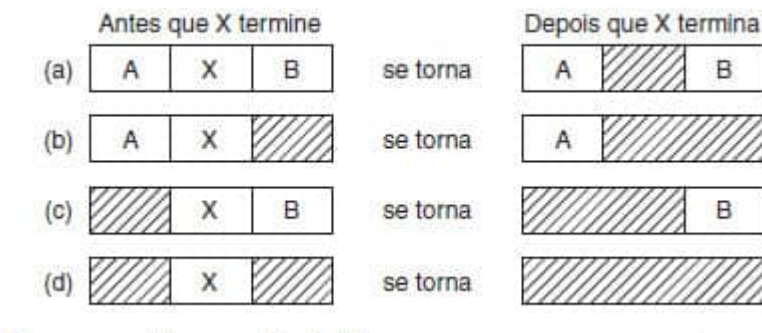 Antes que X termine Depois que X termina
(a) A X B se torna A B
(b) A X se torna A
(c) X B se torna B
(d) X se torna